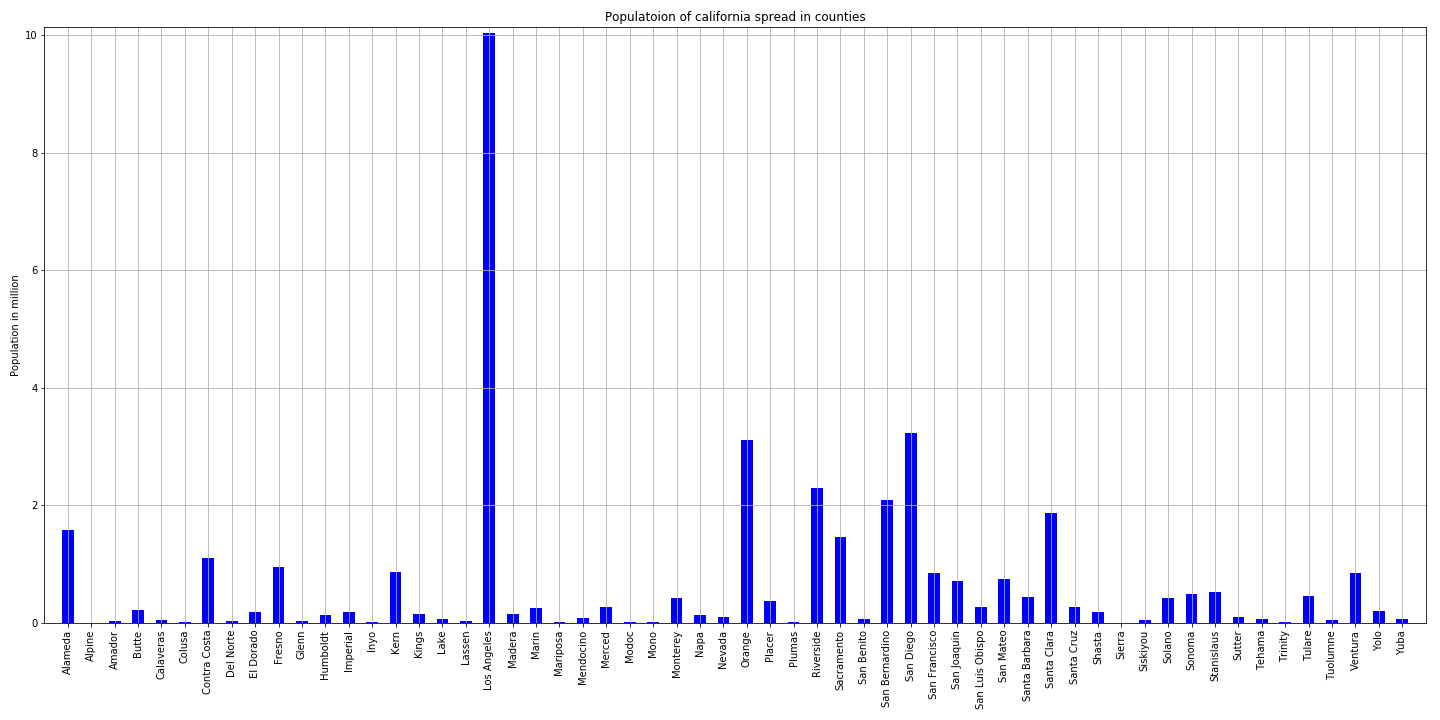 Populatoion of california spread in counties
Population in million
10
8
6
4
2
0
Alameda
Alpine
Amador
Butte
Calaveras
Colusa
Contra Costa
Del Norte
El Dorado
Fresno
Glenn
Humboldt
Imperial
Inyo
Kern
Kings
Lake
Lassen
Los Angeles
Madera
Marin
Mariposa
Mendocino
Merced
Modoc
Mono
Monterey
Napa
Nevada
Orange
Placer
Plumas
Riverside
Sacramento
San Benito
San Bernardino
San Diego
San Francisco
San Joaquin
San Luis Obispo
San Mateo
Santa Barbara
Santa Clara
Santa Cruz
Shasta
Sierra
Siskiyou
Solano
Sonoma
Stanislaus
Sutter
Tehama
Trinity
Tulare
Tuolumne
Ventura
Yolo
Yuba